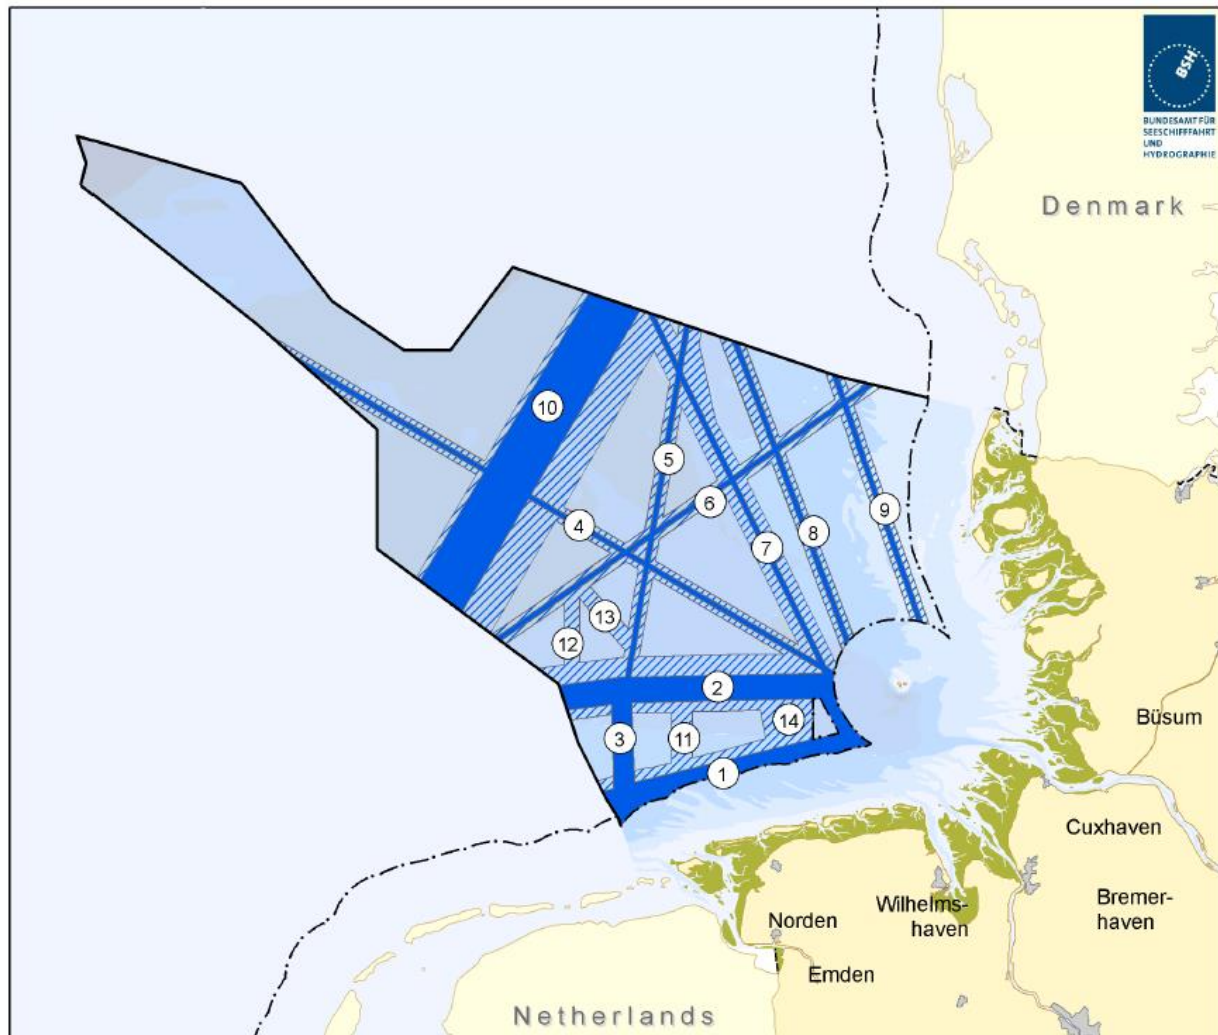 BSH
BUNDESAMT FÜR
SEESCHIFFFAHRT
UND
HYDROGRAPHIE
Denmark
10
5
6
9
4
8
7
13
12
2
14
Büsum
3
11
1
Cuxhaven
Bremer-
haven
Wilhelms-
haven
Norden
Emden
Netherlands